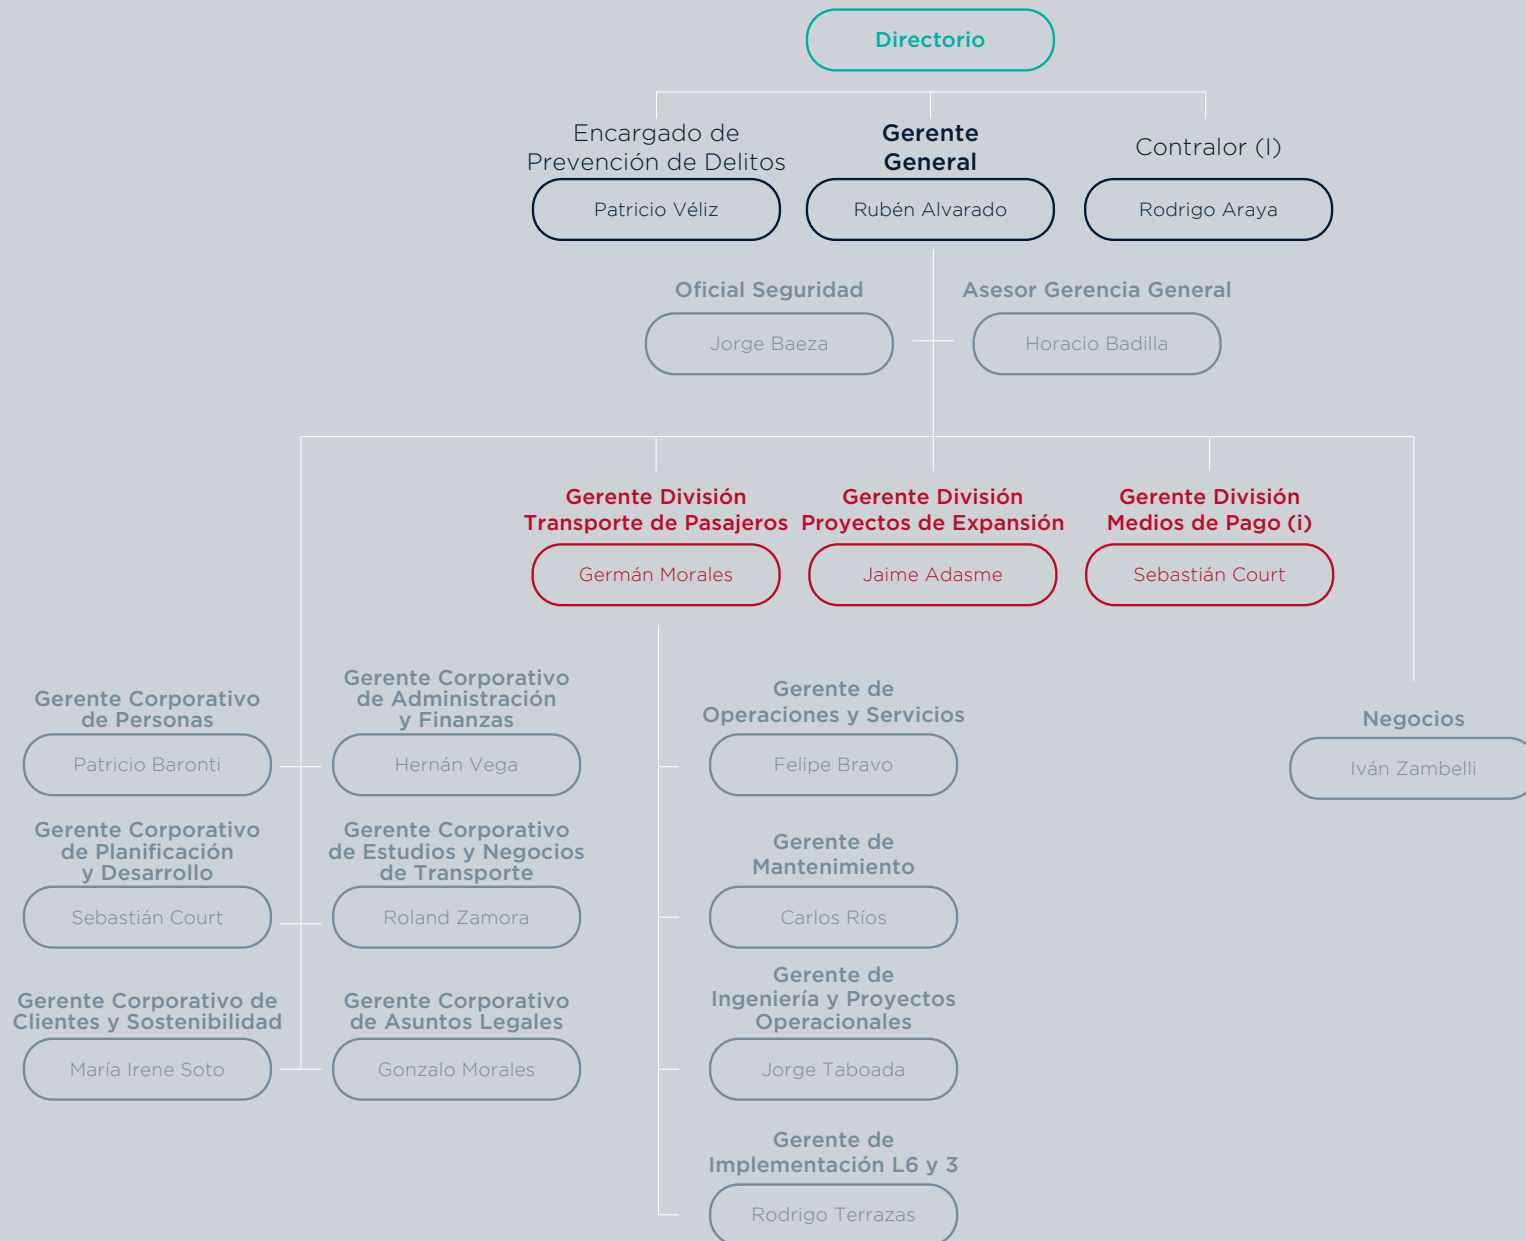 Directorio
Encargado de
Prevención de Delitos
Patricio Véliz
Gerente
General
Rubén Alvarado
Contralor (I)
Rodrigo Araya
Oficial Seguridad
Jorge Baeza
Asesor Gerencia General
Horacio Badilla
Gerente División
Transporte de Pasajeros
Germán Morales
Gerente División
Proyectos de Expansión
Jaime Adasme
Gerente División
Medios de Pago (i)
Sebastián Court
Gerente Corporativo
de Personas
Patricio Baronti
Gerente Corporativo
de Administración
y Finanzas
Hernán Vega
Gerente de
Operaciones y Servicios
Felipe Bravo
Negocios
Iván Zambelli
Gerente Corporativo
de Planificación
y Desarrollo
Sebastián Court
Gerente Corporativo
de Estudios y Negocios
de Transporte
Roland Zamora
Gerente de
Mantenimiento
Carlos Ríos
Gerente Corporativo de
Clientes y Sostenibilidad
María Irene Soto
Gerente Corporativo
de Asuntos Legales
Gonzalo Morales
Gerente de
Ingeniería y Proyectos
Operacionales
Jorge Taboada
Gerente de
Implementación L6 y 3
Rodrigo Terrazas